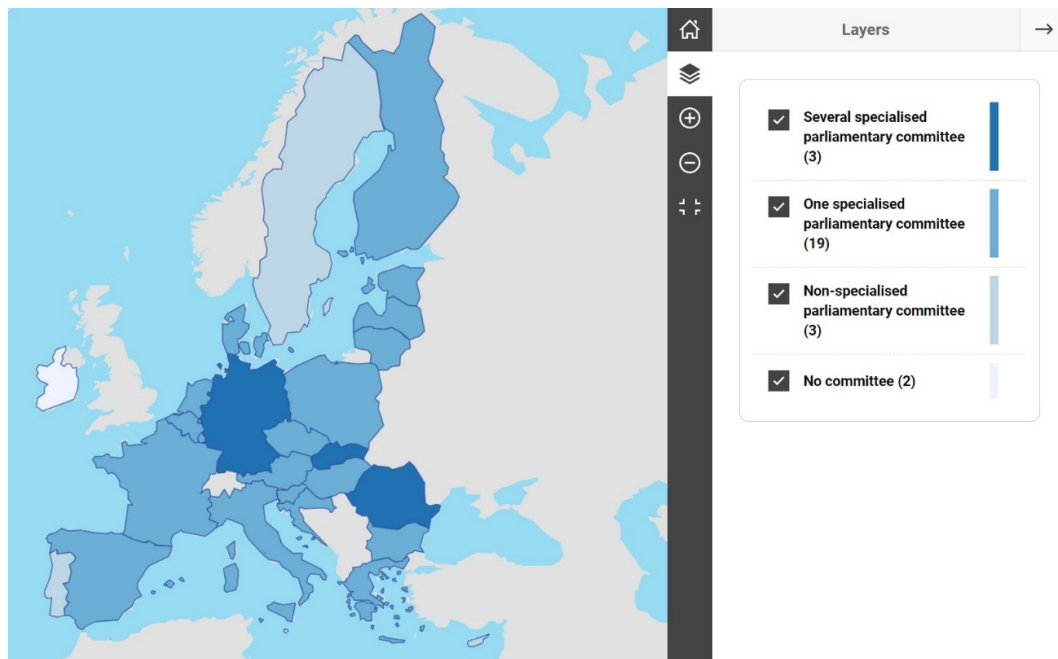 Layers
Several specialised
parliamentary committee
(3)
One specialised
parliamentary committee
(19)
Non-specialised
parliamentary committee
(3)
No committee (2)